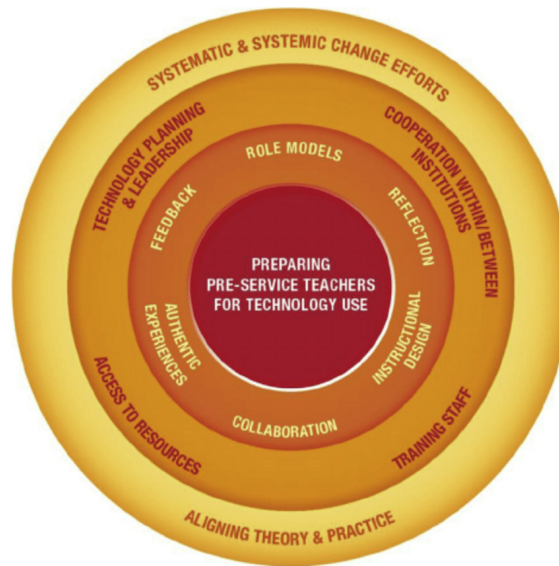 SYSTEMATIC & SYSTEMIC CHANGE EFFORTS
TECHNOLOGY PLANNING
& LEADERSHIP
COOPERATION WITHIN/BETWEEN
INSTITUTIONS
ROLE MODELS
FEEDBACK
REFLECTION
PREPARING
PRE-SERVICE TEACHERS
FOR TECHNOLOGY USE
AUTHENTIC
EXPERIENCES
INSTRUCTIONAL
DESIGN
COLLABORATION
ACCESS TO RESOURCES
TRAINING STAFF
ALIGNING THEORY & PRACTICE